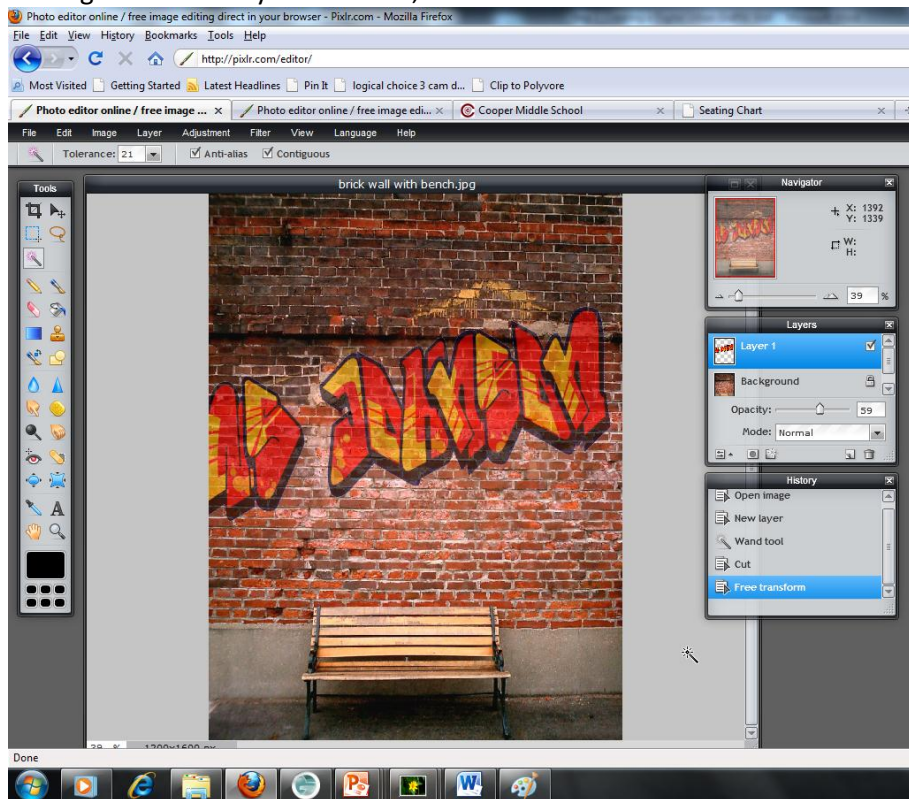 Photo editor online / free image editing direct in your browser - Pixlr.com - Mozilla Firefox
File Edit View History Bookmarks Tools Help
http://pixlr.com/editor/
Most Visited Getting Started Latest Headlines Pin It logical choice 3 cam d... Clip to Polyvore
Photo editor online / free image ... × Photo editor online / free image edi... × Cooper Middle School × Seating Chart ×
File Edit Image Layer Adjustment Filter View Language Help
Tolerance: 21 Anti-alias Contiguous
Tools
brick wall with bench.jpg
Navigator
X: 1392
Y: 1339
W:
H:
39 %
Layers
Layer 1
Background
Opacity: 59
Mode: Normal
History
Open image
New layer
Wand tool
Cut
Free transform
A
Johnson
39 % 1200x1600 px
Done